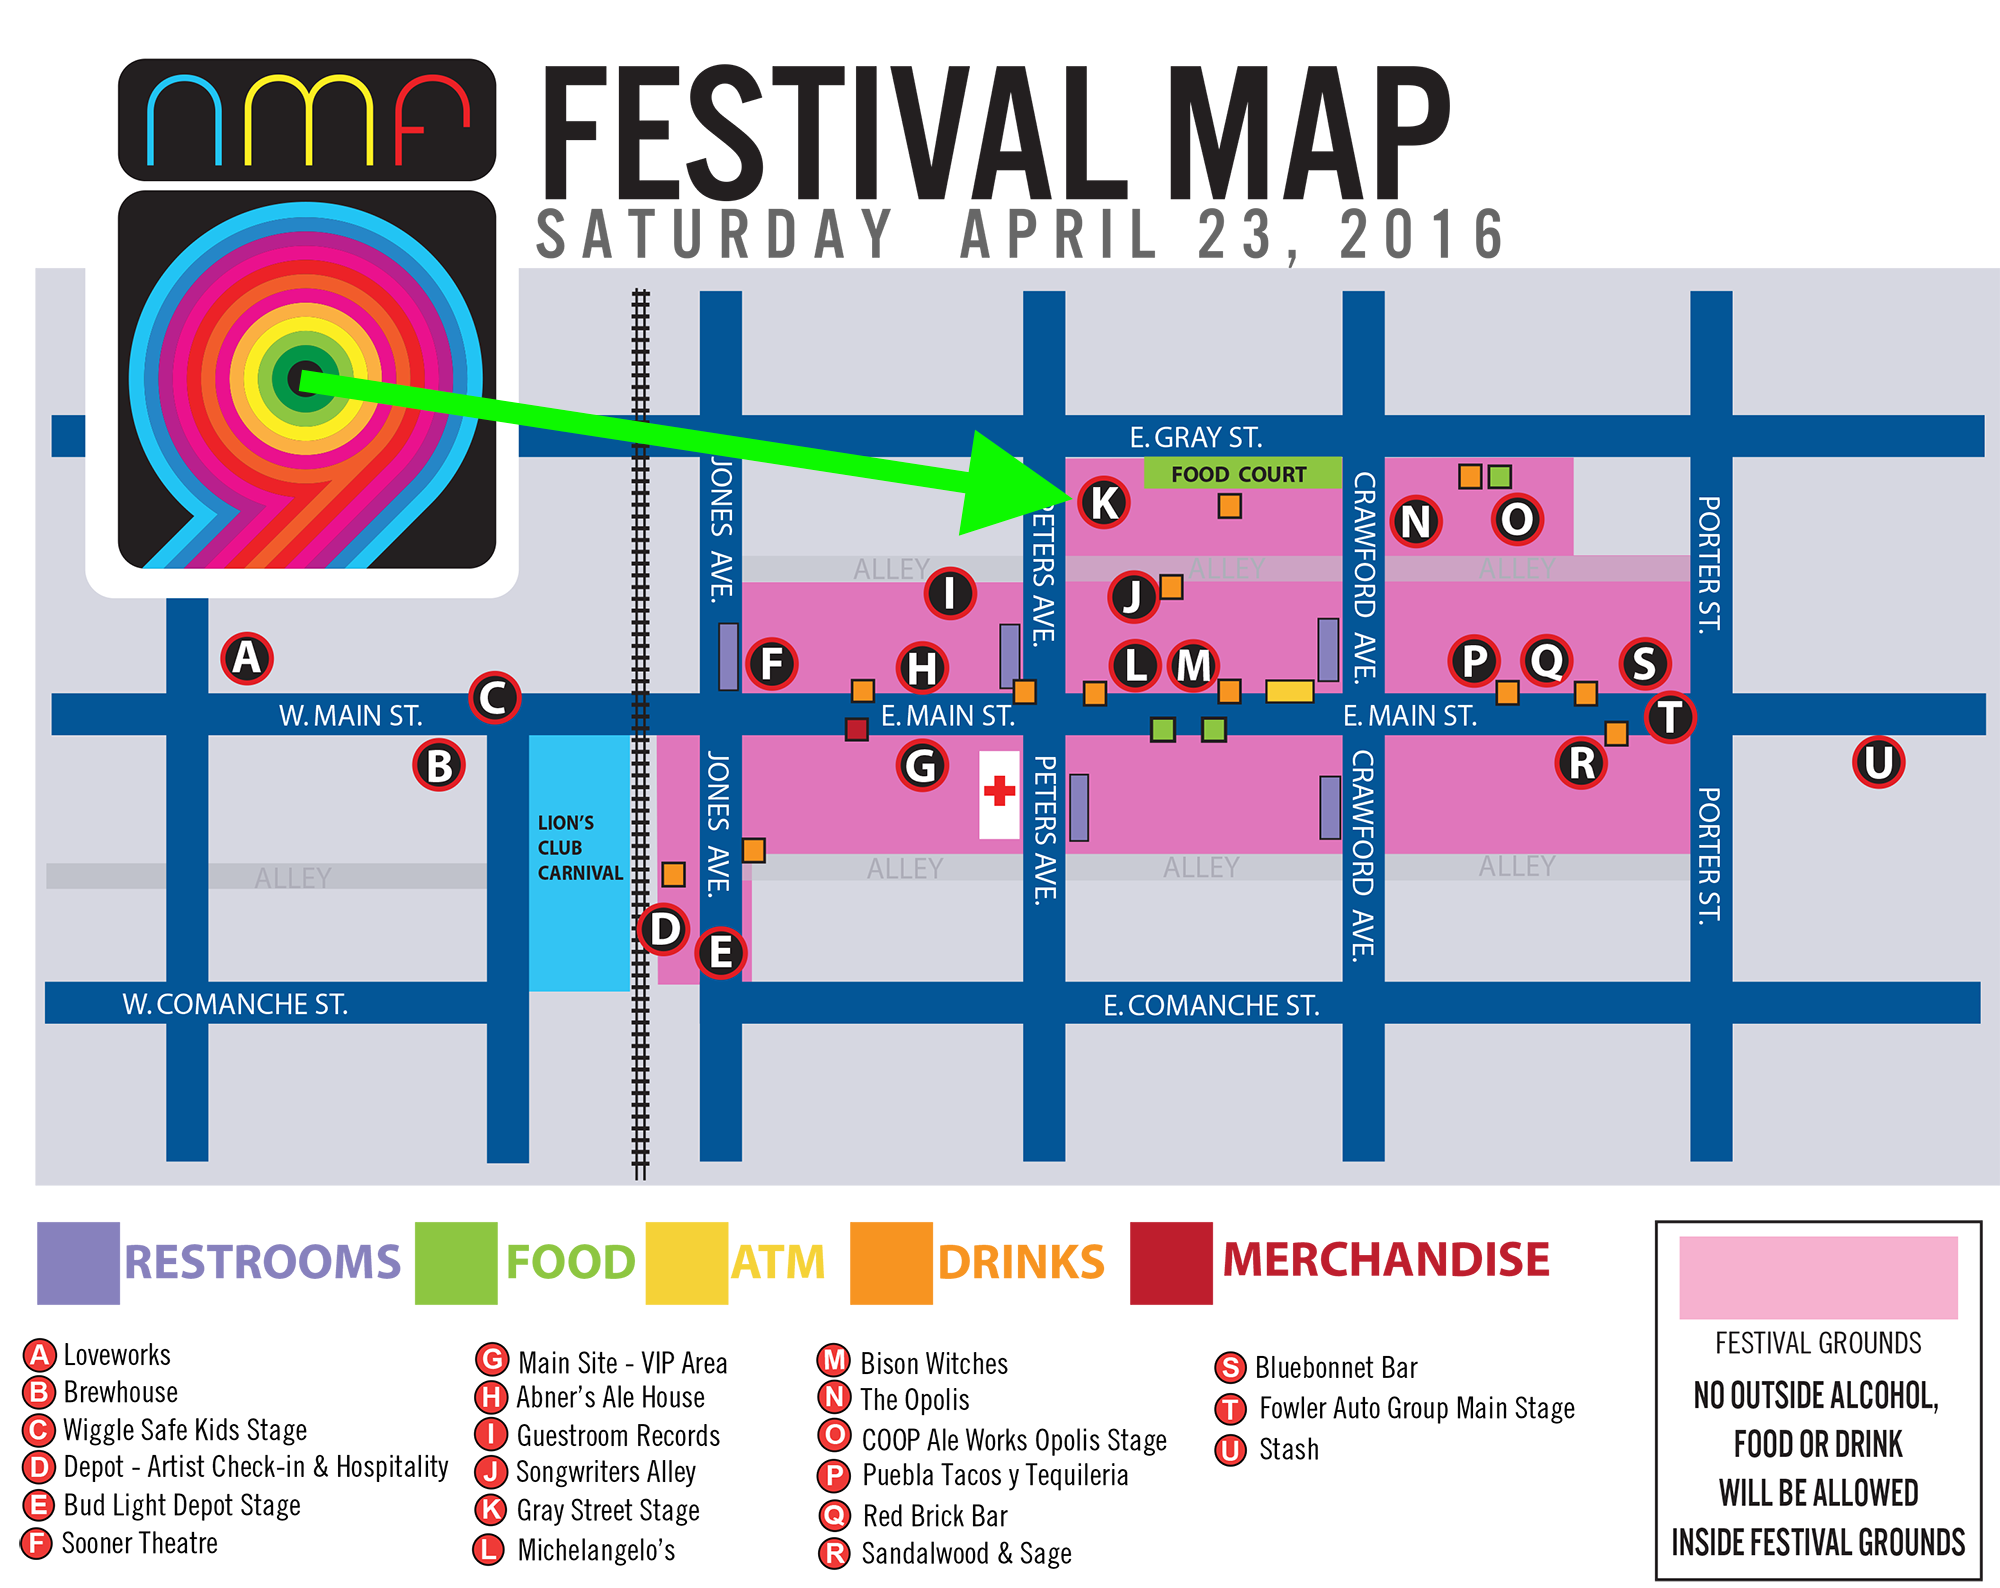 nmf
FESTIVAL MAP
SATURDAY APRIL 23, 2016
E. GRAY ST.
FOOD COURT
K
N
O
JONES AVE.
PETERS AVE.
CRAWFORD AVE.
PORTER ST.
ALLEY
ALLEY
ALLEY
I
J
A
F
H
L
M
P
Q
S
C
W. MAIN ST.
E. MAIN ST.
E. MAIN ST.
T
B
G
R
U
JONES AVE.
PETERS AVE.
CRAWFORD AVE.
PORTER ST.
LION'S
CLUB
CARNIVAL
ALLEY
ALLEY
ALLEY
ALLEY
D
E
W. COMANCHE ST.
E. COMANCHE ST.
RESTROOMS
FOOD
ATM
DRINKS
MERCHANDISE
A Loveworks
B Brewhouse
C Wiggle Safe Kids Stage
D Depot - Artist Check-in & Hospitality
E Bud Light Depot Stage
F Sooner Theatre
G Main Site - VIP Area
H Abner's Ale House
I Guestroom Records
J Songwriters Alley
K Gray Street Stage
L Michelangelo's
M Bison Witches
N The Opolis
O COOP Ale Works Opolis Stage
P Puebla Tacos y Tequileria
Q Red Brick Bar
R Sandalwood & Sage
S Bluebonnet Bar
T Fowler Auto Group Main Stage
U Stash
FESTIVAL GROUNDS
NO OUTSIDE ALCOHOL,
FOOD OR DRINK
WILL BE ALLOWED
INSIDE FESTIVAL GROUNDS